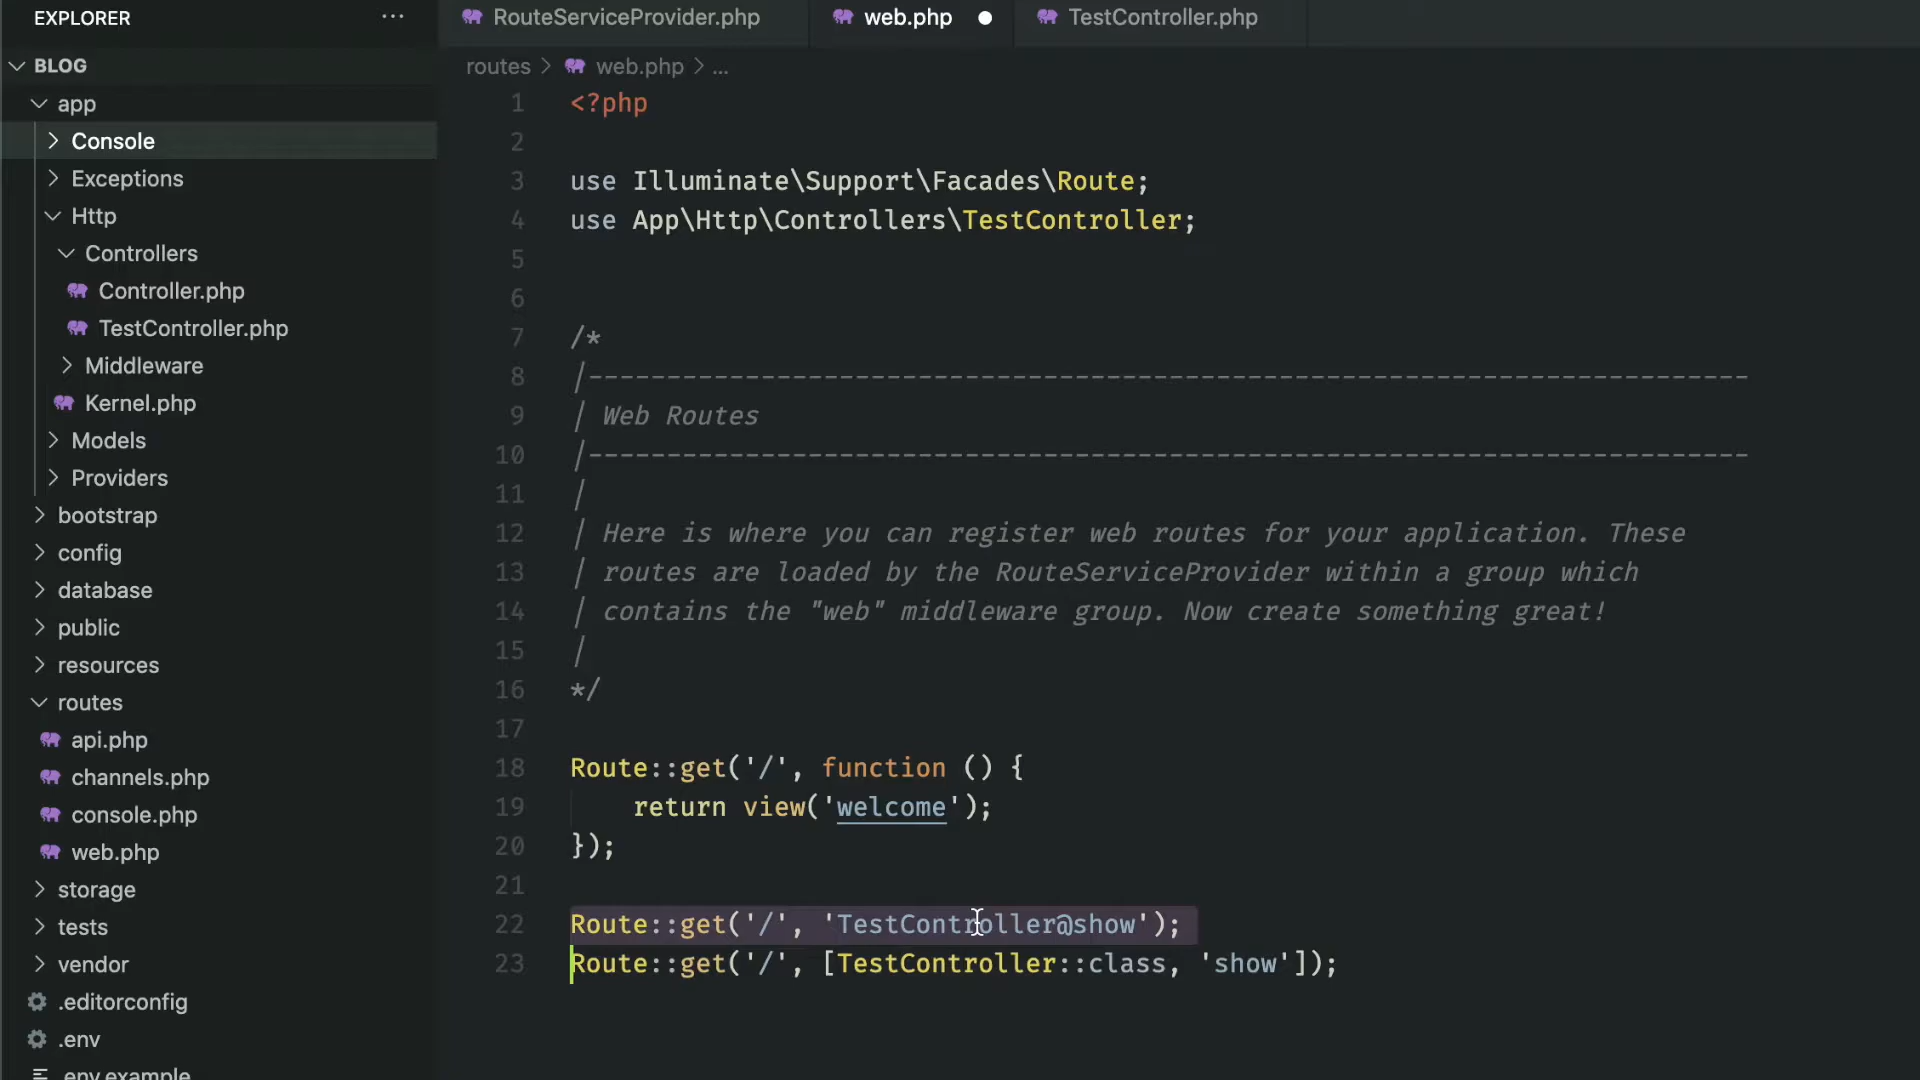 EXPLORER
...
BLOG
app
Console
Exceptions
Http
Controllers
Controller.php
TestController.php
Middleware
Kernel.php
Models
Providers
bootstrap
config
database
public
resources
routes
api.php
channels.php
console.php
web.php
storage
tests
vendor
.editorconfig
.env
.env.example
RouteServiceProvider.php
web.php
TestController.php
routes > web.php > ...
1 <?php
2
3 use Illuminate\Support\Facades\Route;
4 use App\Http\Controllers\TestController;
5
6
7 /*
8 |--------------------------------------------------------------------------
9 | Web Routes
10 |--------------------------------------------------------------------------
11 |
12 | Here is where you can register web routes for your application. These
13 | routes are loaded by the RouteServiceProvider within a group which
14 | contains the "web" middleware group. Now create something great!
15 |
16 */
17
18 Route::get('/', function () {
19     return view('welcome');
20 });
21
22 Route::get('/', 'TestController@show');
23 Route::get('/', [TestController::class, 'show']);